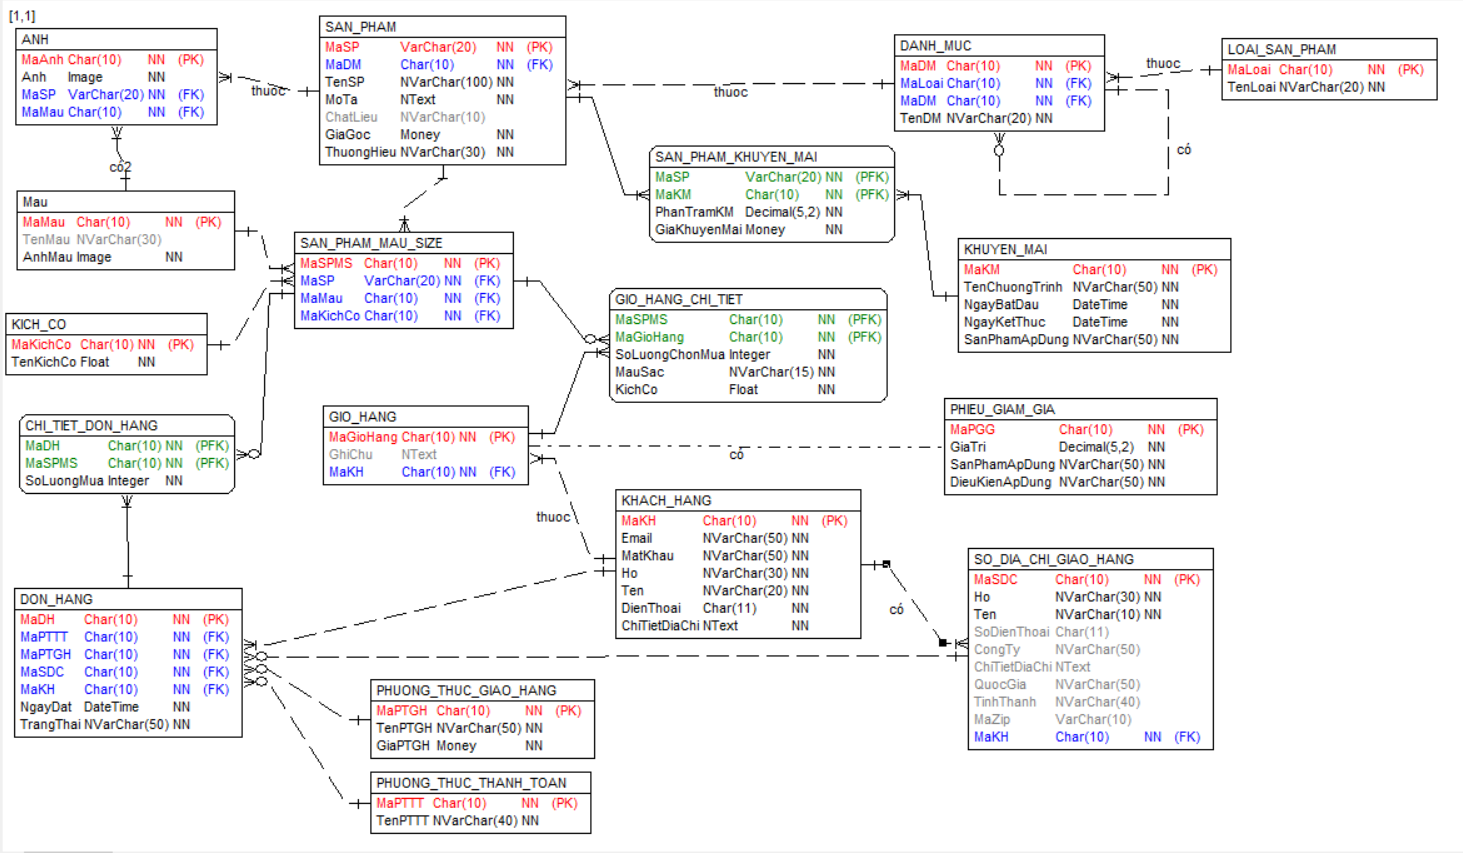 [1,1]
ANH
MaAnh Char(10) NN (PK)
Anh Image NN
MaSP VarChar(20) NN (FK)
MaMau Char(10) NN (FK)
thuoc
SAN_PHAM
MaSP VarChar(20) NN (PK)
MaDM Char(10) NN (FK)
TenSP NVarChar(100) NN
MoTa NText NN
ChatLieu NVarChar(10)
GiaGoc Money NN
ThuongHieu NVarChar(30) NN
thuoc
DANH_MUC
MaDM Char(10) NN (PK)
MaLoai Char(10) NN (FK)
MaDM Char(10) NN (FK)
TenDM NVarChar(20) NN
thuoc
LOAI_SAN_PHAM
MaLoai Char(10) NN (PK)
TenLoai NVarChar(20) NN
có
có2
Mau
MaMau Char(10) NN (PK)
TenMau NVarChar(30)
AnhMau Image NN
SAN_PHAM_KHUYEN_MAI
MaSP VarChar(20) NN (PFK)
MaKM Char(10) NN (PFK)
PhanTramKM Decimal(5,2) NN
GiaKhuyenMai Money NN
SAN_PHAM_MAU_SIZE
MaSPMS Char(10) NN (PK)
MaSP VarChar(20) NN (FK)
MaMau Char(10) NN (FK)
MaKichCo Char(10) NN (FK)
KHUYEN_MAI
MaKM Char(10) NN (PK)
TenChuongTrinh NVarChar(50) NN
NgayBatDau DateTime NN
NgayKetThuc DateTime NN
SanPhamApDung NVarChar(50) NN
KICH_CO
MaKichCo Char(10) NN (PK)
TenKichCo Float NN
GIO_HANG_CHI_TIET
MaSPMS Char(10) NN (PFK)
MaGioHang Char(10) NN (PFK)
SoLuongChonMua Integer NN
MauSac NVarChar(15) NN
KichCo Float NN
CHI_TIET_DON_HANG
MaDH Char(10) NN (PFK)
MaSPMS Char(10) NN (PFK)
SoLuongMua Integer NN
GIO_HANG
MaGioHang Char(10) NN (PK)
GhiChu NText
MaKH Char(10) NN (FK)
có
PHIEU_GIAM_GIA
MaPGG Char(10) NN (PK)
GiaTri Decimal(5,2) NN
SanPhamApDung NVarChar(50) NN
DieuKienApDung NVarChar(50) NN
thuoc
KHACH_HANG
MaKH Char(10) NN (PK)
Email NVarChar(50) NN
MatKhau NVarChar(50) NN
Ho NVarChar(30) NN
Ten NVarChar(20) NN
DienThoai Char(11) NN
ChiTietDiaChi NText NN
có
SO_DIA_CHI_GIAO_HANG
MaSDC Char(10) NN (PK)
Ho NVarChar(30) NN
Ten NVarChar(10) NN
SoDienThoai Char(11)
CongTy NVarChar(50)
ChiTietDiaChi NText
QuocGia NVarChar(50)
TinhThanh NVarChar(40)
MaZip VarChar(10)
MaKH Char(10) NN (FK)
DON_HANG
MaDH Char(10) NN (PK)
MaPTTT Char(10) NN (FK)
MaPTGH Char(10) NN (FK)
MaSDC Char(10) NN (FK)
MaKH Char(10) NN (FK)
NgayDat DateTime NN
TrangThai NVarChar(50) NN
PHUONG_THUC_GIAO_HANG
MaPTGH Char(10) NN (PK)
TenPTGH NVarChar(50) NN
GiaPTGH Money NN
PHUONG_THUC_THANH_TOAN
MaPTTT Char(10) NN (PK)
TenPTTT NVarChar(40) NN